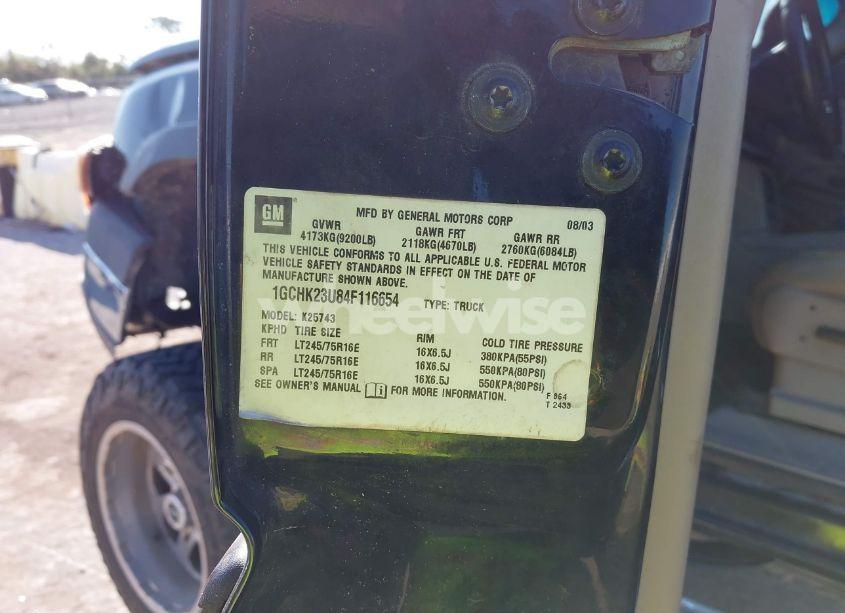 GM
MFD BY GENERAL MOTORS CORP 08/03
GVWR GAWR FRT GAWR RR
4173KG(9200LB) 2118KG(4670LB) 2760KG(6084LB)
THIS VEHICLE CONFORMS TO ALL APPLICABLE U.S. FEDERAL MOTOR
VEHICLE SAFETY STANDARDS IN EFFECT ON THE DATE OF
MANUFACTURE SHOWN ABOVE.
1GCHK23U84F116654 TYPE: TRUCK
MODEL: K25743
KPHD TIRE SIZE RIM COLD TIRE PRESSURE
FRT LT245/75R16E 16X6.5J 380KPA(55PSI)
RR LT245/75R16E 16X6.5J 550KPA(80PSI)
SPA LT245/75R16E 16X6.5J 550KPA(80PSI)
SEE OWNER'S MANUAL FOR MORE INFORMATION.
F 864
T 2433
wheelwise